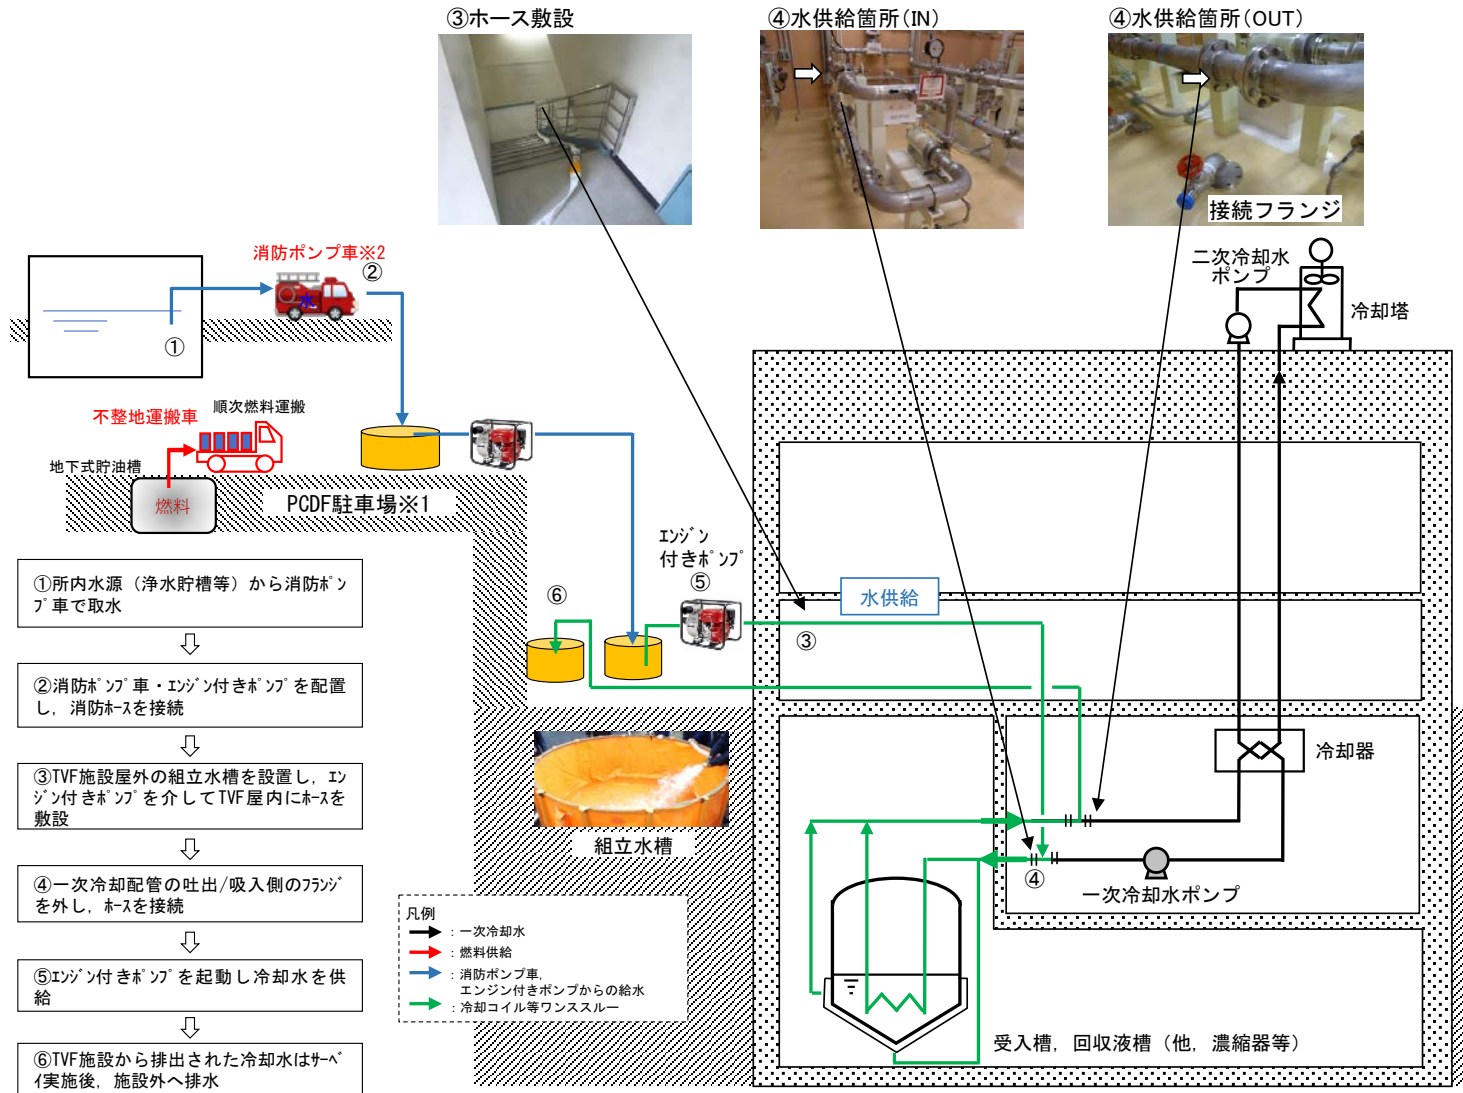 ③ホース敷設
④水供給箇所(IN)
④水供給箇所(OUT)
接続フランジ
消防ポンプ車※2
②
水
①
二次冷却水
ポンプ
冷却塔
不整地運搬車
順次燃料運搬
地下式貯油槽
燃料
PCDF駐車場※1
エンジン
付きポンプ
⑤
⑥
水供給
③
①所内水源（浄水貯槽等）から消防ポン
プ車で取水
②消防ポンプ車・エンジン付きポンプを配置
し，消防ホースを接続
③TVF施設屋外の組立水槽を設置し，エン
ジン付きポンプを介してTVF屋内にホースを
敷設
④一次冷却配管の吐出/吸入側のフランジ
を外し，ホースを接続
⑤エンジン付きポンプを起動し冷却水を供
給
⑥TVF施設から排出された冷却水はサーベ
イ実施後，施設外へ排水
組立水槽
冷却器
④
一次冷却水ポンプ
凡例
：一次冷却水
：燃料供給
：消防ポンプ車，
エンジン付きポンプからの給水
：冷却コイル等ワンススルー
受入槽，回収液槽（他，濃縮器等）